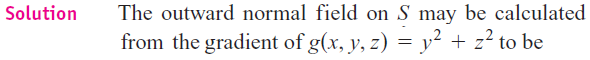 Solution The outward normal field on S may be calculated
from the gradient of g(x, y, z) = y² + z² to be